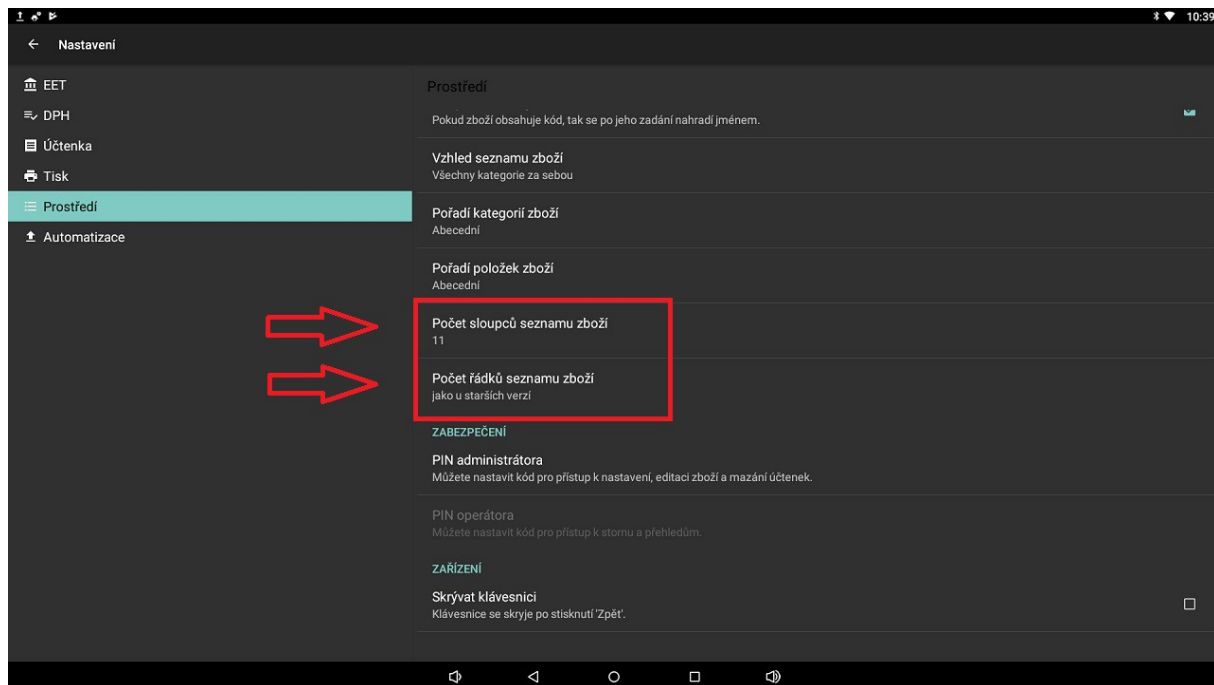 10:39
Nastavení
EET
DPH
Účtenka
Tisk
Prostředí
Automatizace
Prostředí
Pokud zboží obsahuje kód, tak se po jeho zadání nahradí jménem.
Vzhled seznamu zboží
Všechny kategorie za sebou
Pořadí kategorií zboží
Abecední
Pořadí položek zboží
Abecední
Počet sloupců seznamu zboží
11
Počet řádků seznamu zboží
jako u starších verzí
ZABEZPEČENÍ
PIN administrátora
Můžete nastavit kód pro přístup k nastavení, editaci zboží a mazání účtenek.
PIN operátora
Můžete nastavit kód pro přístup k stornu a přehledům.
ZAŘÍZENÍ
Skrývat klávesnici
Klávesnice se skryje po stisknutí 'Zpět'.